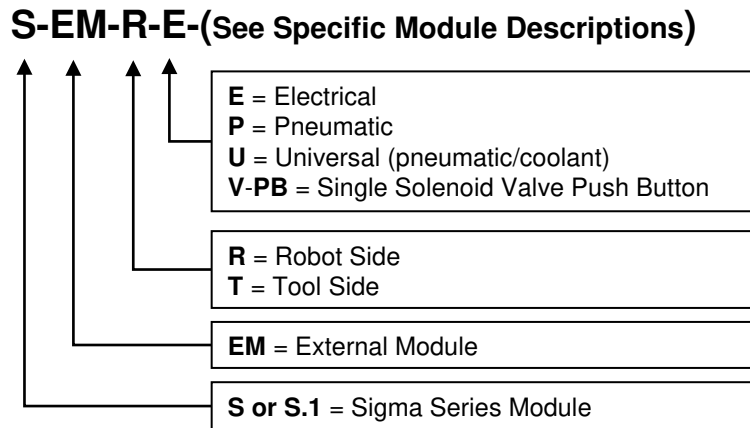 S-EM-R-E-(See Specific Module Descriptions)
E = Electrical
P = Pneumatic
U = Universal (pneumatic/coolant)
V-PB = Single Solenoid Valve Push Button
R = Robot Side
T = Tool Side
EM = External Module
S or S.1 = Sigma Series Module